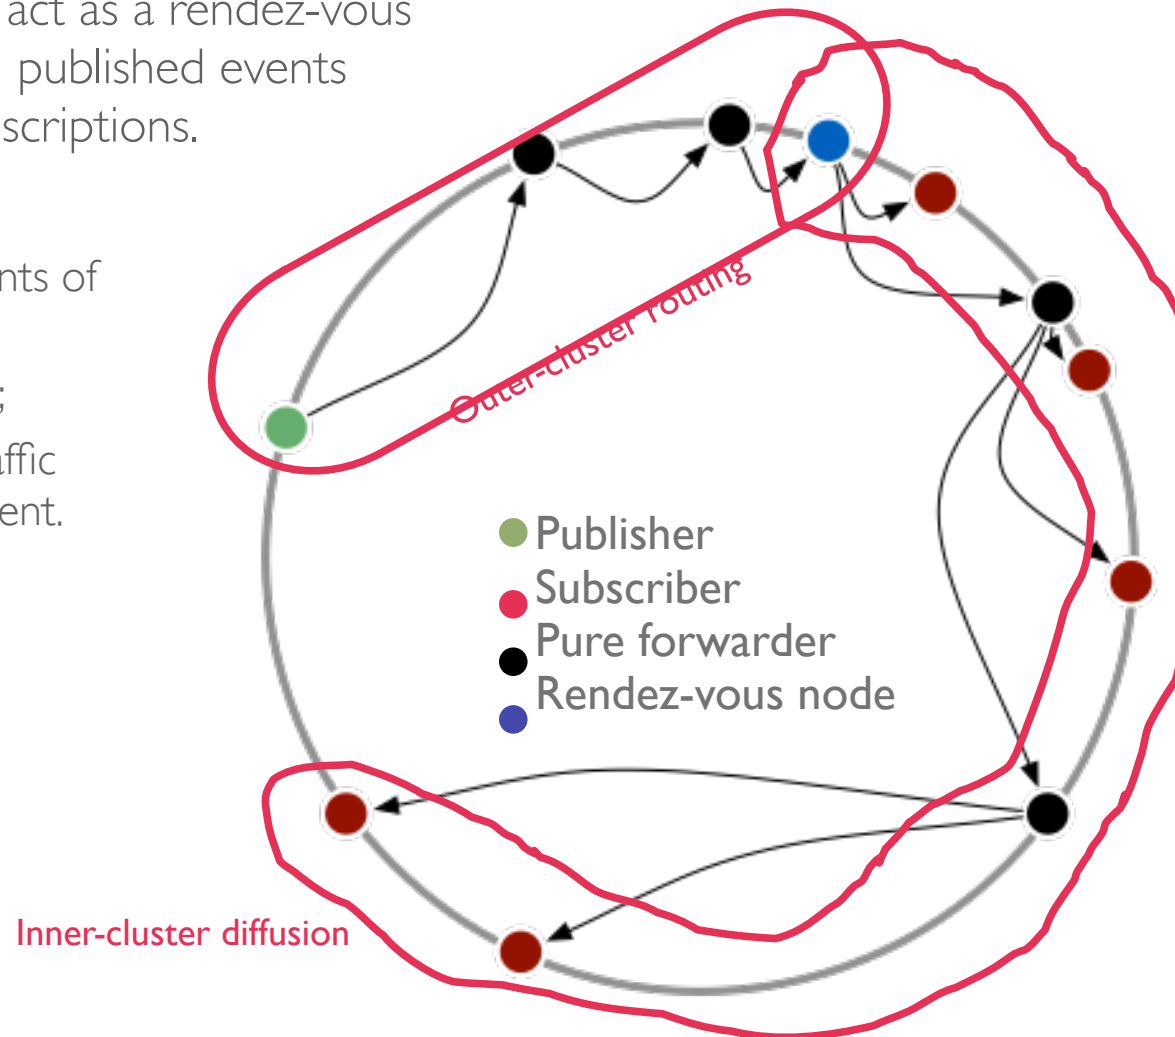 act as a rendez-vous
published events
scriptions.
nts of
;
affic
ent.
Outer-cluster routing
Publisher
Subscriber
Pure forwarder
Rendez-vous node
Inner-cluster diffusion